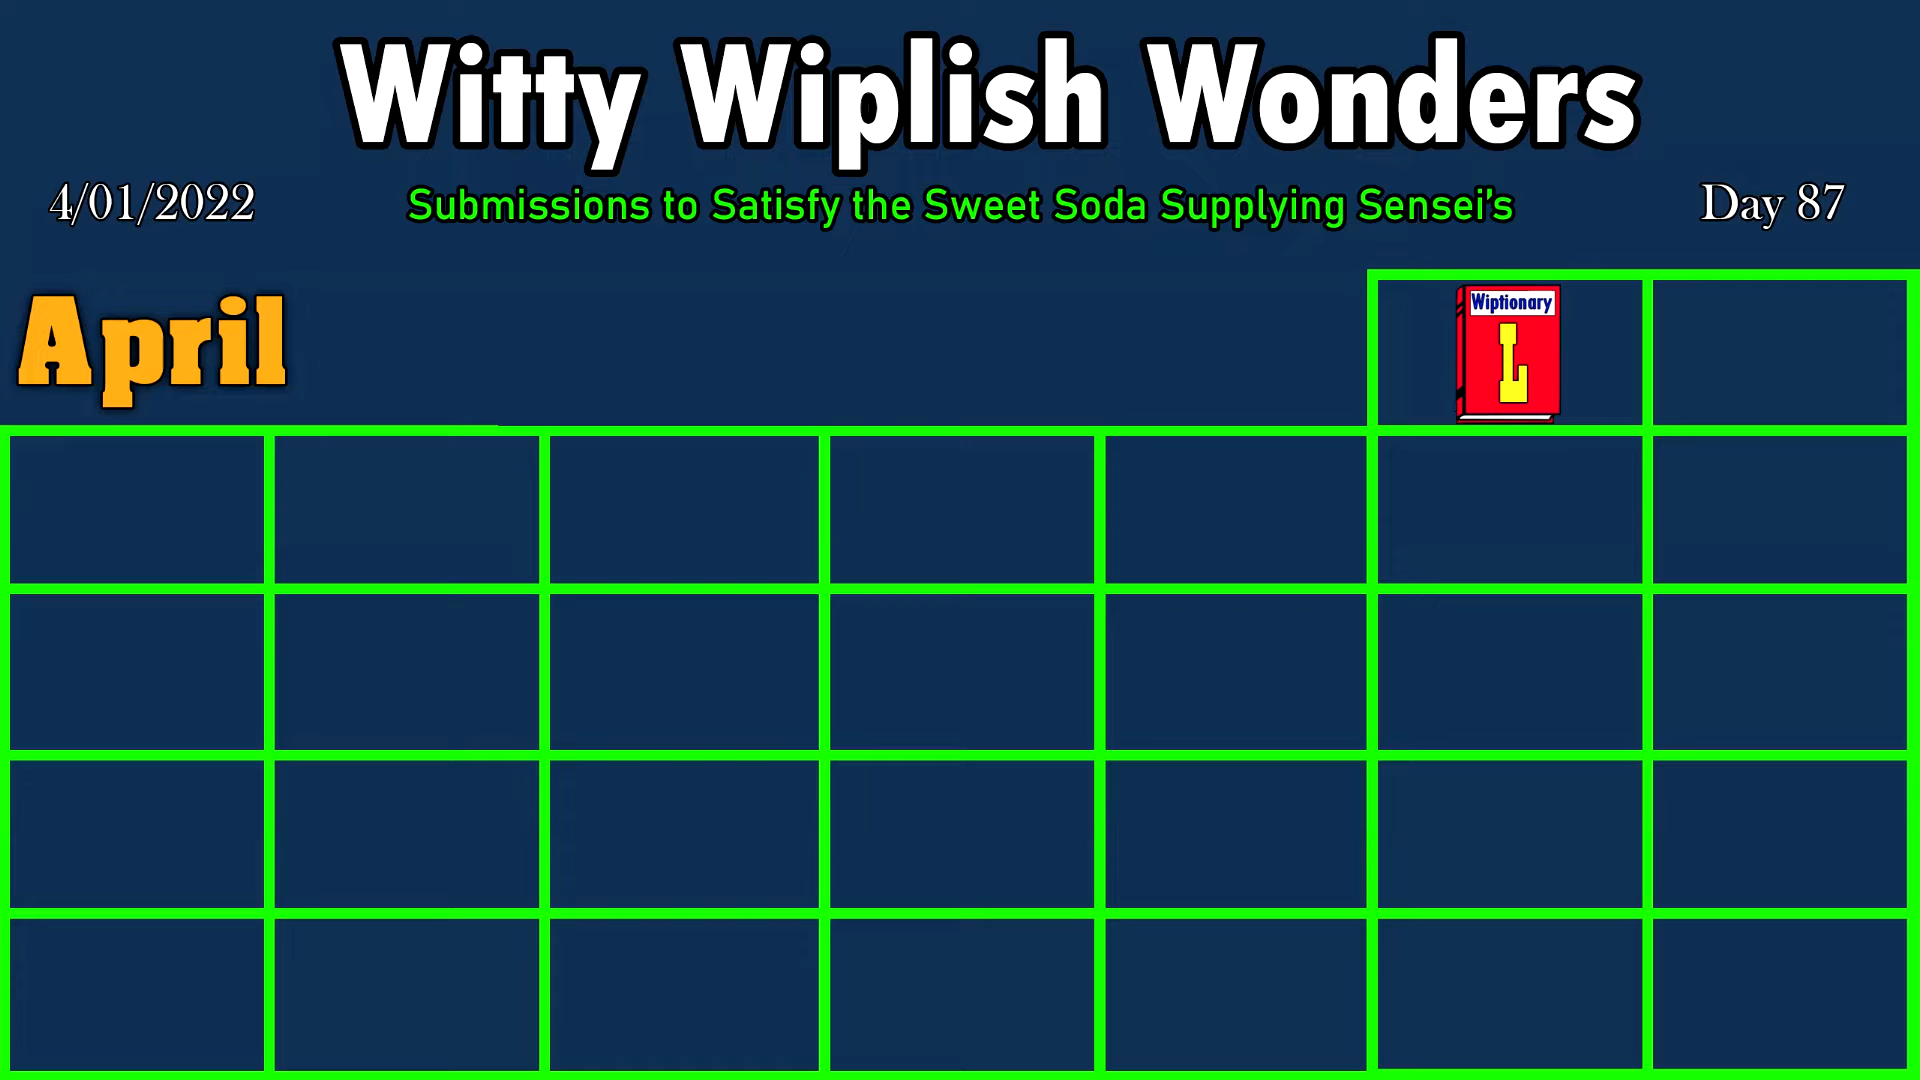 Witty Wiplish Wonders
4/01/2022
Submissions to Satisfy the Sweet Soda Supplying Sensei's
Day 87
April
Wiptionary
L